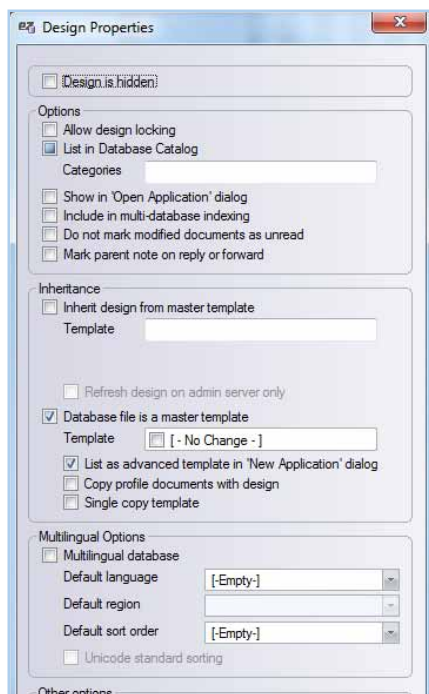 Design Properties
Design is hidden
Options
Allow design locking
List in Database Catalog
Categories
Show in 'Open Application' dialog
Include in multi-database indexing
Do not mark modified documents as unread
Mark parent note on reply or forward
Inheritance
Inherit design from master template
Template
Refresh design on admin server only
Database file is a master template
Template [ - No Change - ]
List as advanced template in 'New Application' dialog
Copy profile documents with design
Single copy template
Multilingual Options
Multilingual database
Default language [-Empty-]
Default region
Default sort order [-Empty-]
Unicode standard sorting
Other options